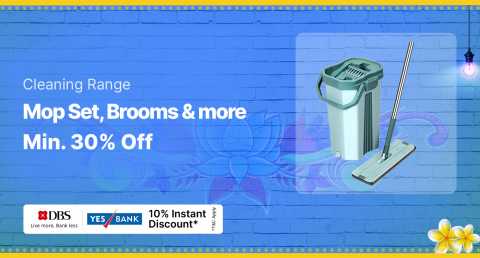 Cleaning Range
Mop Set, Brooms & more
Min. 30% Off
DBS
Live more, Bank less
YES BANK
10% Instant
Discount*
*T&C Apply